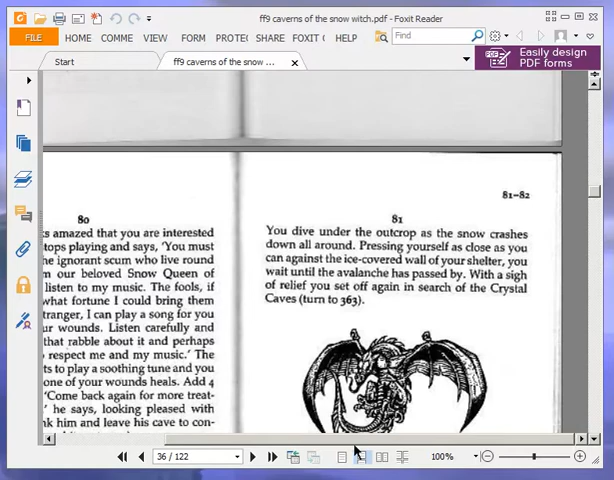 ff9 caverns of the snow witch.pdf - Foxit Reader
FILE HOME COMME VIEW FORM PROTE SHARE FOXIT C HELP Find
Start ff9 caverns of the snow ...
Easily design
PDF forms
80
ks amazed that you are interested
tops playing and says, 'You must
he ignorant scum who live round
m our beloved Snow Queen of
listen to my music. The fools, if
what fortune I could bring them
tranger, I can play a song for you
ur wounds. Listen carefully and
that rabble about it and perhaps
respect me and my music.' The
ts to play a soothing tune and you
one of your wounds heals. Add 4
'Come back again for more treat-
' he says, looking pleased with
nk him and leave his cave to con-
81–82
81
You dive under the outcrop as the snow crashes
down all around. Pressing yourself as close as you
can against the ice-covered wall of your shelter, you
wait until the avalanche has passed by. With a sigh
of relief you set off again in search of the Crystal
Caves (turn to 363).
36 / 122
100%